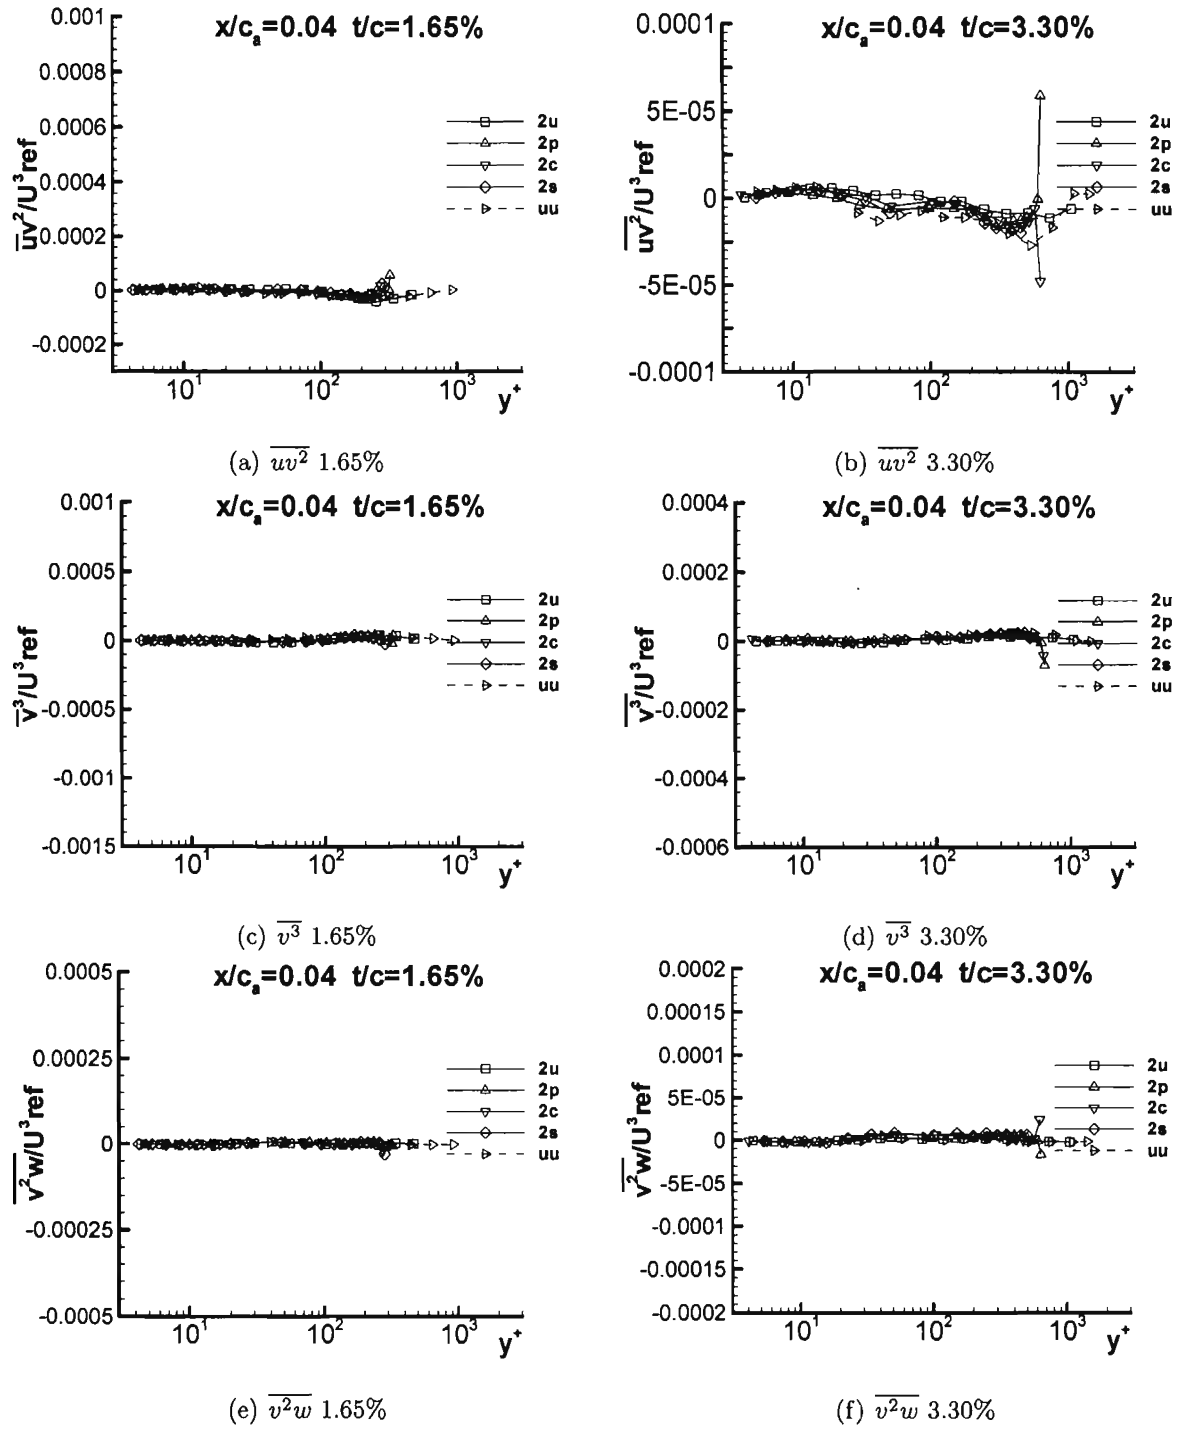 x/cₐ=0.04 t/c=1.65%
0.001
0.0008
0.0006
0.0004
0.0002
0
-0.0002
uv²/U³ref
10¹
10²
10³
y⁺
2u
2p
2c
2s
uu
(a) uv² 1.65%
x/cₐ=0.04 t/c=3.30%
0.0001
5E-05
0
-5E-05
-0.0001
uv²/U³ref
10¹
10²
10³
y⁺
2u
2p
2c
2s
uu
(b) uv² 3.30%
x/cₐ=0.04 t/c=1.65%
0.001
0.0005
0
-0.0005
-0.001
-0.0015
v³/U³ref
10¹
10²
10³
y⁺
2u
2p
2c
2s
uu
(c) v³ 1.65%
x/cₐ=0.04 t/c=3.30%
0.0004
0.0002
0
-0.0002
-0.0004
-0.0006
v³/U³ref
10¹
10²
10³
y⁺
2u
2p
2c
2s
uu
(d) v³ 3.30%
x/cₐ=0.04 t/c=1.65%
0.0005
0.00025
0
-0.00025
-0.0005
v²w/U³ref
10¹
10²
10³
y⁺
2u
2p
2c
2s
uu
(e) v²w 1.65%
x/cₐ=0.04 t/c=3.30%
0.0002
0.00015
0.0001
5E-05
0
-5E-05
-0.0001
-0.00015
-0.0002
v²w/U³ref
10¹
10²
10³
y⁺
2u
2p
2c
2s
uu
(f) v²w 3.30%